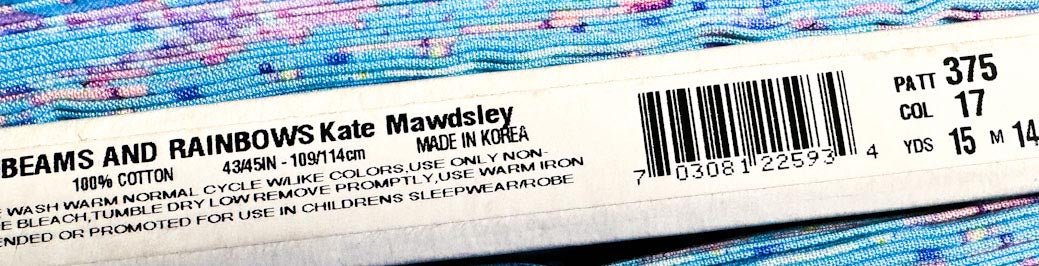 BEAMS AND RAINBOWS Kate Mawdsley
100% COTTON 43/45IN - 109/114cm MADE IN KOREA
WASH WARM NORMAL CYCLE W/LIKE COLORS,USE ONLY NON-
BLEACH,TUMBLE DRY LOW REMOVE PROMPTLY,USE WARM IRON
OR PROMOTED FOR USE IN CHILDRENS SLEEPWEAR/ROBE
7 03081 22593 4
PATT 375
COL 17
YDS 15 M 14